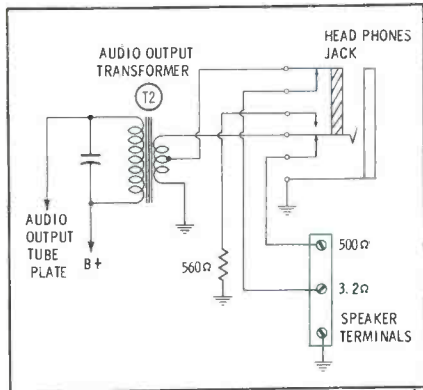 HEAD PHONES
JACK
AUDIO OUTPUT
TRANSFORMER
T2
AUDIO
OUTPUT
TUBE
PLATE
B+
560Ω
500Ω
3.2Ω
SPEAKER
TERMINALS